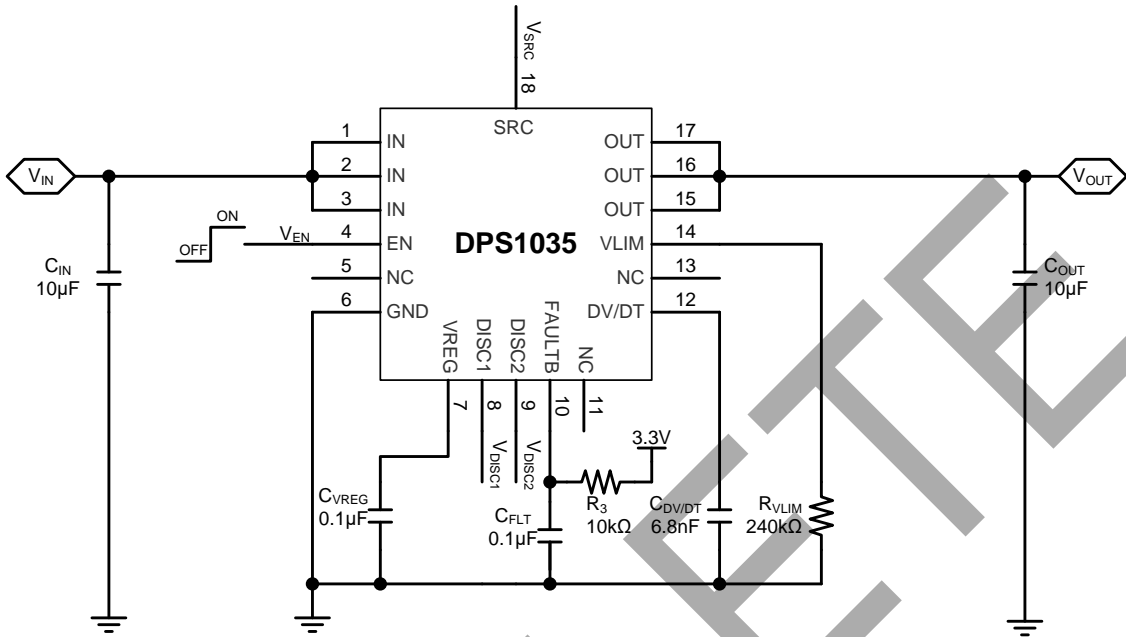 VSRC
18
SRC
1 IN OUT 17
VIN 2 IN OUT 16 VOUT
3 IN OUT 15
ON
OFF VEN 4 EN DPS1035 VLIM 14
CIN 10µF
5 NC NC 13
COUT 10µF
6 GND DV/DT 12
VREG DISC1 DISC2 FAULTB NC
7 8 9 10 11
VDISC1 VDISC2
3.3V
CVREG 0.1µF
CFLT 0.1µF
R3 10kΩ
CDV/DT 6.8nF
RVLIM 240kΩ
ETE